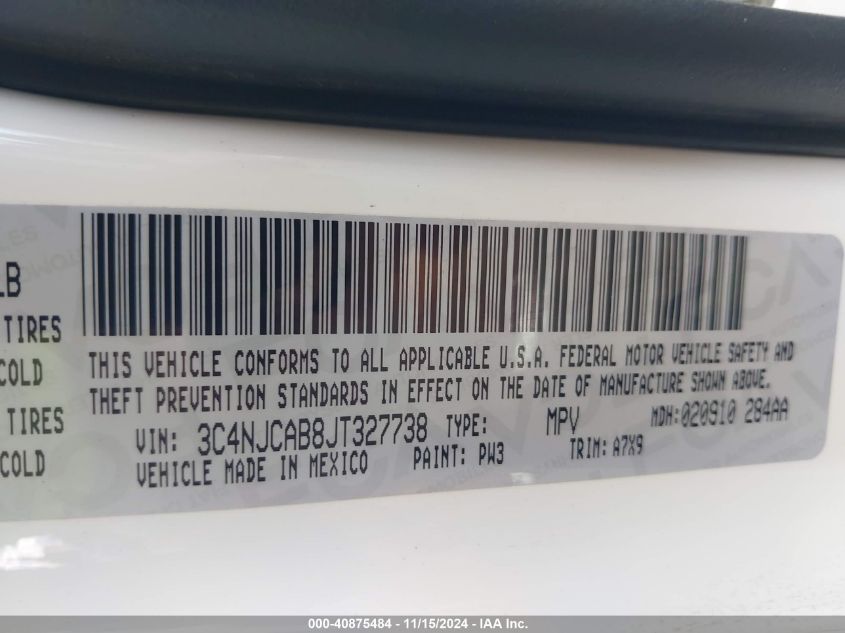 LB
TIRES
COLD
TIRES
COLD
THIS VEHICLE CONFORMS TO ALL APPLICABLE U.S.A. FEDERAL MOTOR VEHICLE SAFETY AND
THEFT PREVENTION STANDARDS IN EFFECT ON THE DATE OF MANUFACTURE SHOWN ABOVE.
VIN: 3C4NJCAB8JT327738 TYPE: MPV MDH:020910 284AA
VEHICLE MADE IN MEXICO PAINT: PW3 TRIM: A7X9
000-40875484 - 11/15/2024 - IAA Inc.